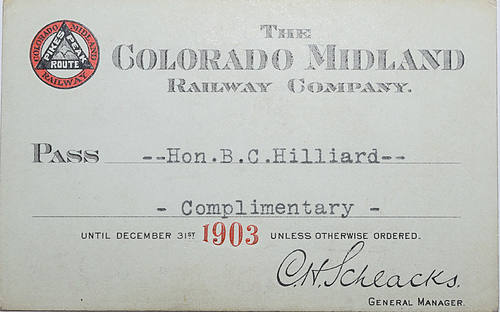 COLORADO MIDLAND
PIKES PEAK
ROUTE
RAILWAY
THE
COLORADO MIDLAND
RAILWAY COMPANY.
PASS --Hon.B.C.Hilliard--
- Complimentary -
UNTIL DECEMBER 31ST 1903 UNLESS OTHERWISE ORDERED.
C.H.Schlacks.
GENERAL MANAGER.